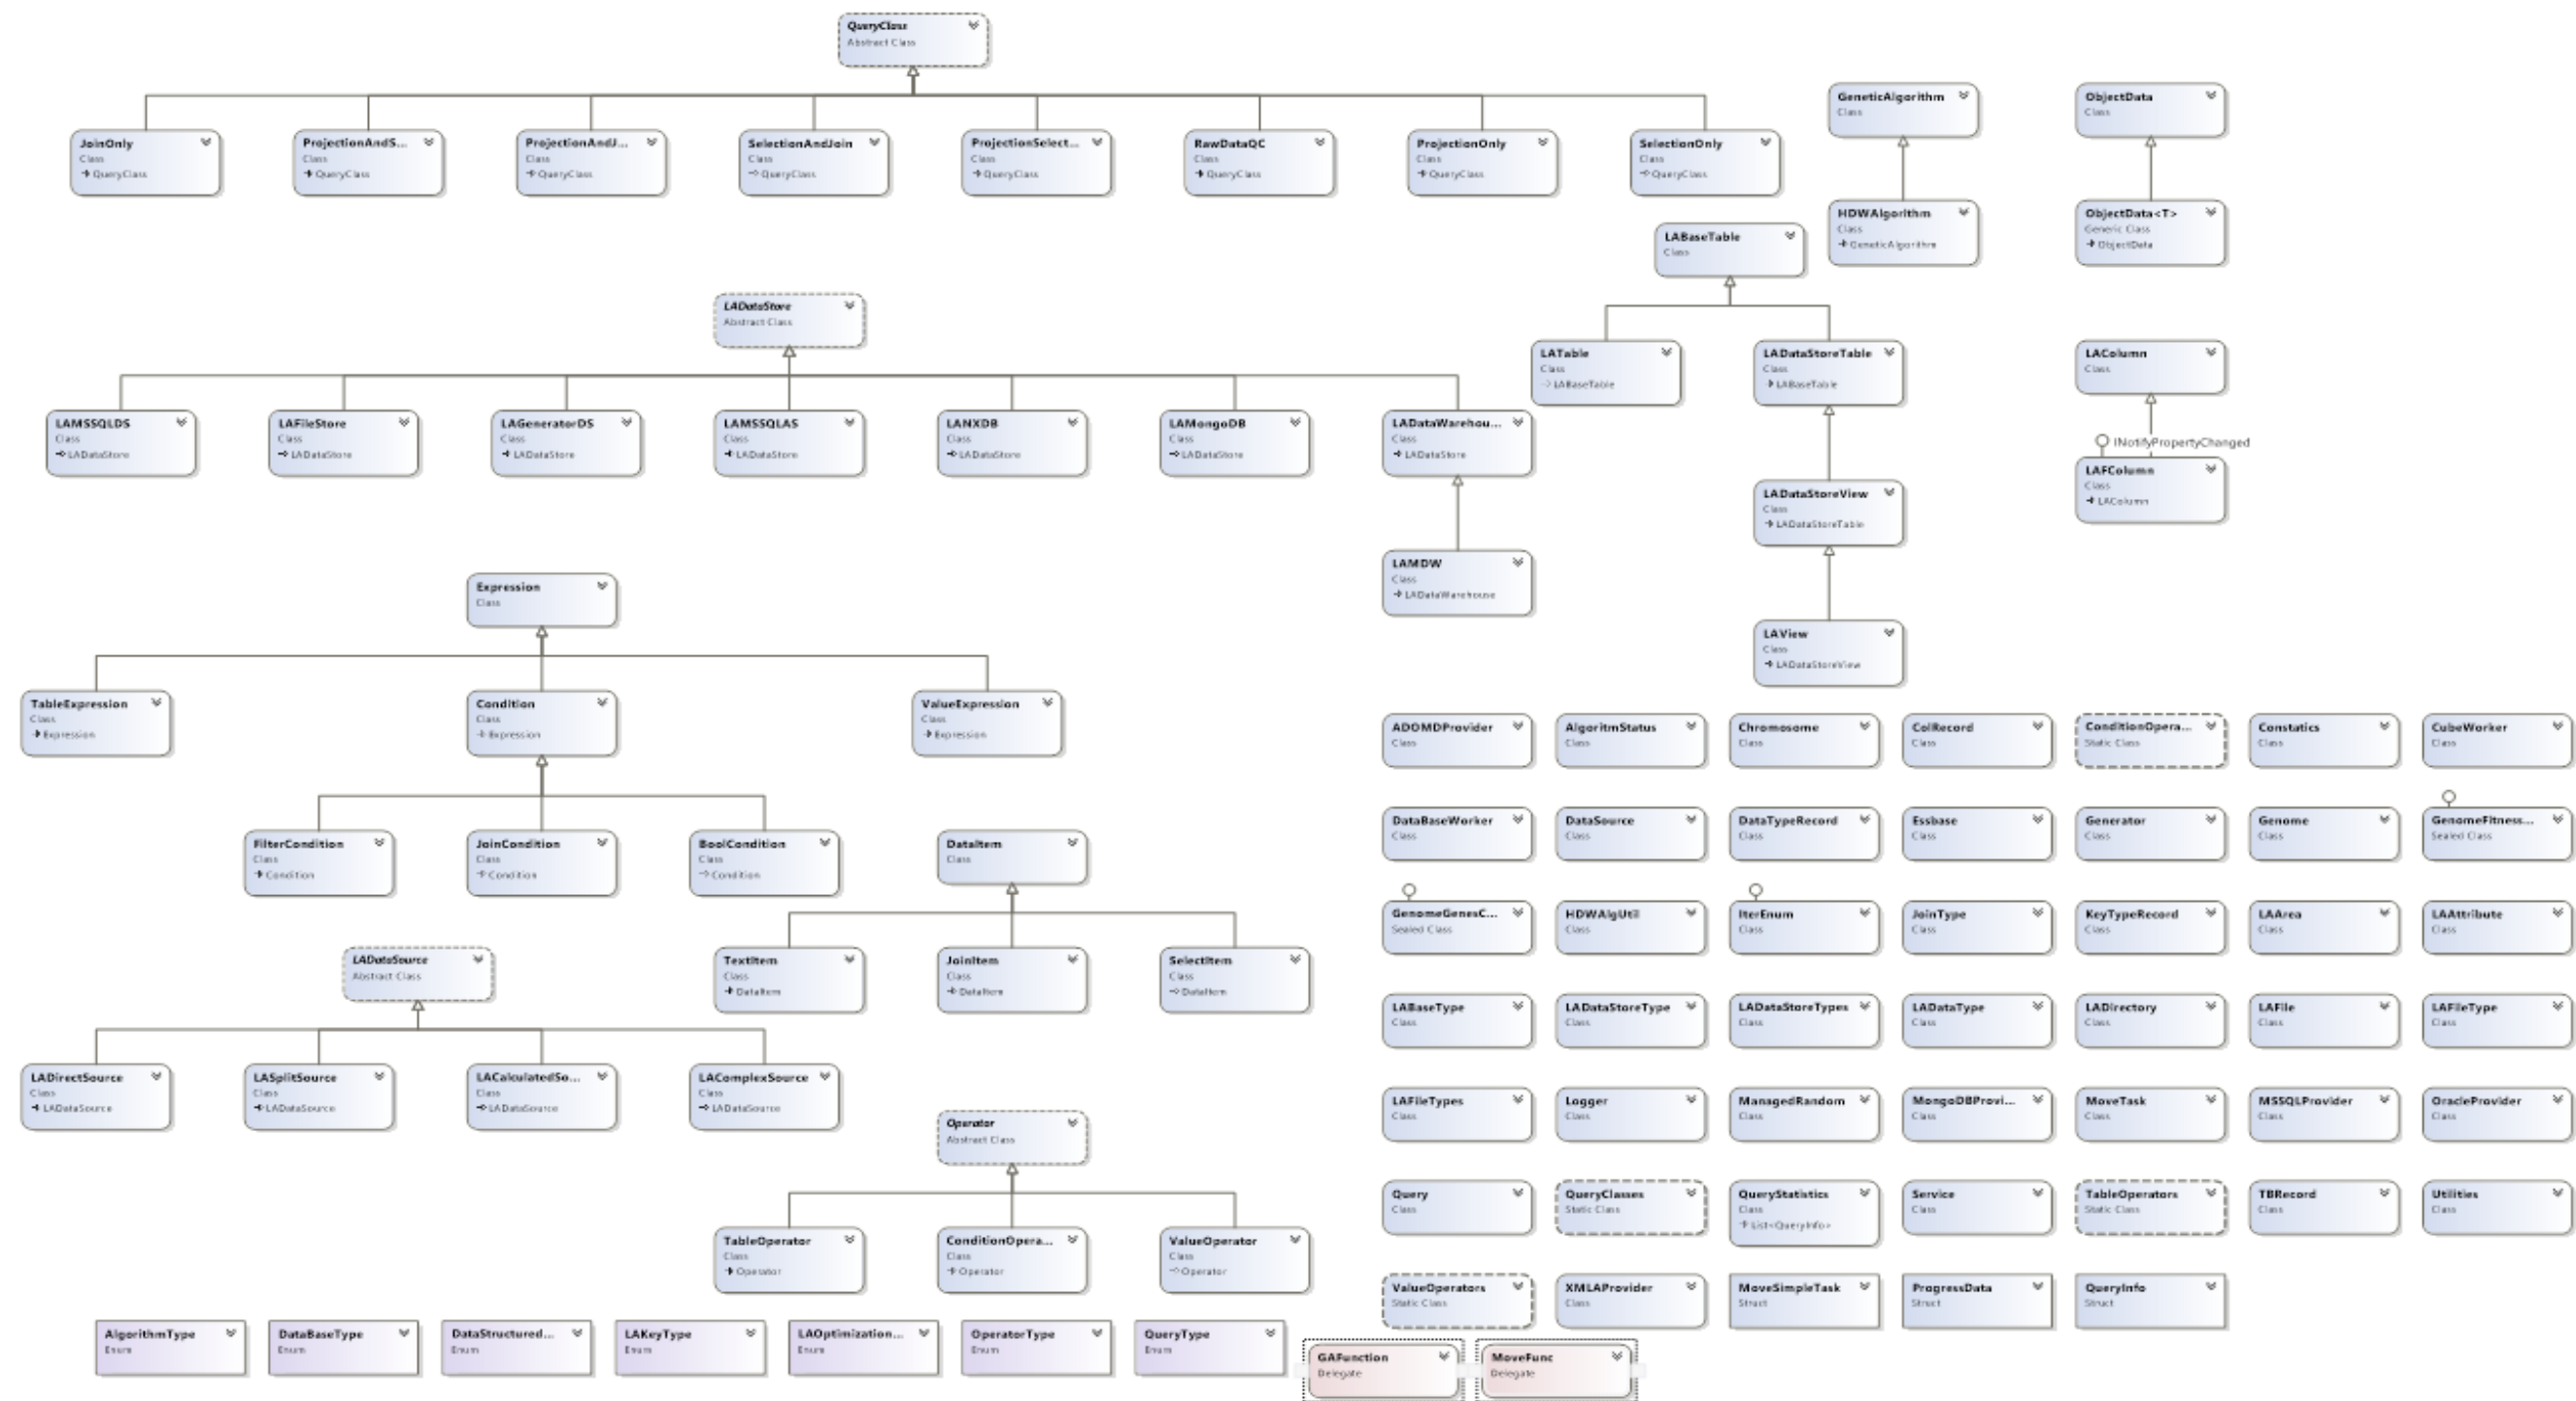 QueryClass
Abstract Class
JoinOnly
Class
QueryClass
ProjectionAndS...
Class
QueryClass
ProjectionAndJ...
Class
QueryClass
SelectionAndJoin
Class
QueryClass
ProjectionSelect...
Class
QueryClass
RawDataQC
Class
QueryClass
ProjectionOnly
Class
QueryClass
SelectionOnly
Class
QueryClass
GeneticAlgorithm
Class
HDWAlgorithm
Class
GeneticAlgorithm
ObjectData
Class
ObjectData<T>
Generic Class
ObjectData
LABaseTable
Class
LATable
Class
LABaseTable
LADataStoreTable
Class
LABaseTable
LADataStoreView
Class
LADataStoreTable
LAView
Class
LADataStoreView
LAColumn
Class
INotifyPropertyChanged
LAFColumn
Class
LAColumn
LADataStore
Abstract Class
LAMSSQLDS
Class
LADataStore
LAFileStore
Class
LADataStore
LAGeneratorDS
Class
LADataStore
LAMSSQLAS
Class
LADataStore
LANXDB
Class
LADataStore
LAMongoDB
Class
LADataStore
LADataWarehou...
Class
LADataStore
LAMDW
Class
LADataWarehouse
Expression
Class
TableExpression
Class
Expression
Condition
Class
Expression
ValueExpression
Class
Expression
FilterCondition
Class
Condition
JoinCondition
Class
Condition
BoolCondition
Class
Condition
DataItem
Class
TextItem
Class
DataItem
JoinItem
Class
DataItem
SelectItem
Class
DataItem
LADataSource
Abstract Class
LADirectSource
Class
LADataSource
LASplitSource
Class
LADataSource
LACalculatedSo...
Class
LADataSource
LAComplexSource
Class
LADataSource
Operator
Abstract Class
TableOperator
Class
Operator
ConditionOpera...
Class
Operator
ValueOperator
Class
Operator
ADOMDProvider
Class
AlgoritmStatus
Class
Chromosome
Class
ColRecord
Class
ConditionOpera...
Static Class
Constatics
Class
CubeWorker
Class
DataBaseWorker
Class
DataSource
Class
DataTypeRecord
Class
Essbase
Class
Generator
Class
Genome
Class
GenomeFitness...
Sealed Class
GenomeGenesC...
Sealed Class
HDWAlgUtil
Class
IterEnum
Class
JoinType
Class
KeyTypeRecord
Class
LAArea
Class
LAAttribute
Class
LABaseType
Class
LADataStoreType
Class
LADataStoreTypes
Class
LADataType
Class
LADirectory
Class
LAFile
Class
LAFileType
Class
LAFileTypes
Class
Logger
Class
ManagedRandom
Class
MongoDBProvi...
Class
MoveTask
Class
MSSQLProvider
Class
OracleProvider
Class
Query
Class
QueryClasses
Static Class
QueryStatistics
Class
List<QueryInfo>
Service
Class
TableOperators
Static Class
TBRecord
Class
Utilities
Class
ValueOperators
Static Class
XMLAProvider
Class
MoveSimpleTask
Struct
ProgressData
Struct
QueryInfo
Struct
AlgorithmType
Enum
DataBaseType
Enum
DataStructured...
Enum
LAKeyType
Enum
LAOptimization...
Enum
OperatorType
Enum
QueryType
Enum
GAFunction
Delegate
MoveFunc
Delegate